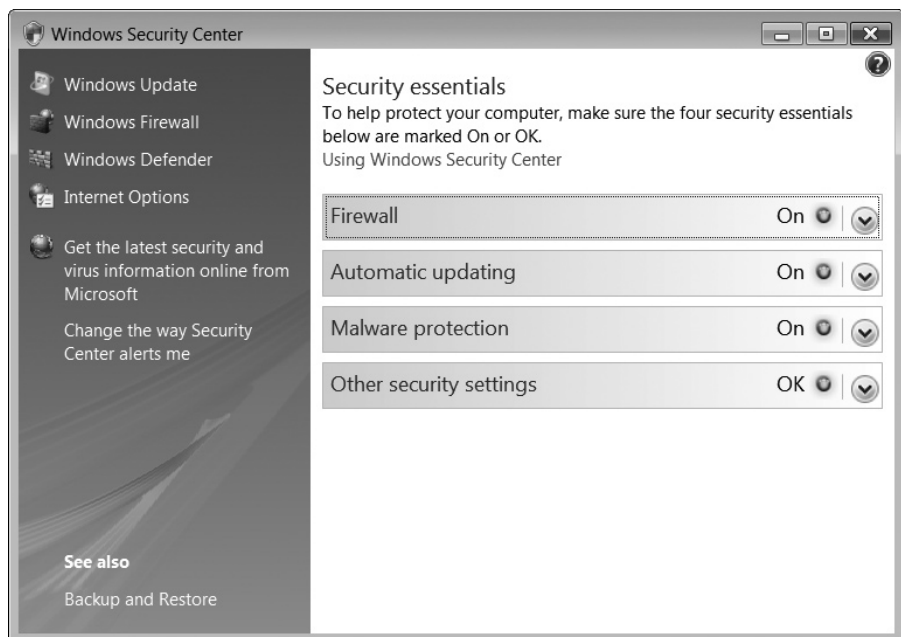 Windows Security Center
Windows Update
Windows Firewall
Windows Defender
Internet Options
Get the latest security and
virus information online from
Microsoft
Change the way Security
Center alerts me
See also
Backup and Restore
?
Security essentials
To help protect your computer, make sure the four security essentials
below are marked On or OK.
Using Windows Security Center
Firewall On
Automatic updating On
Malware protection On
Other security settings OK